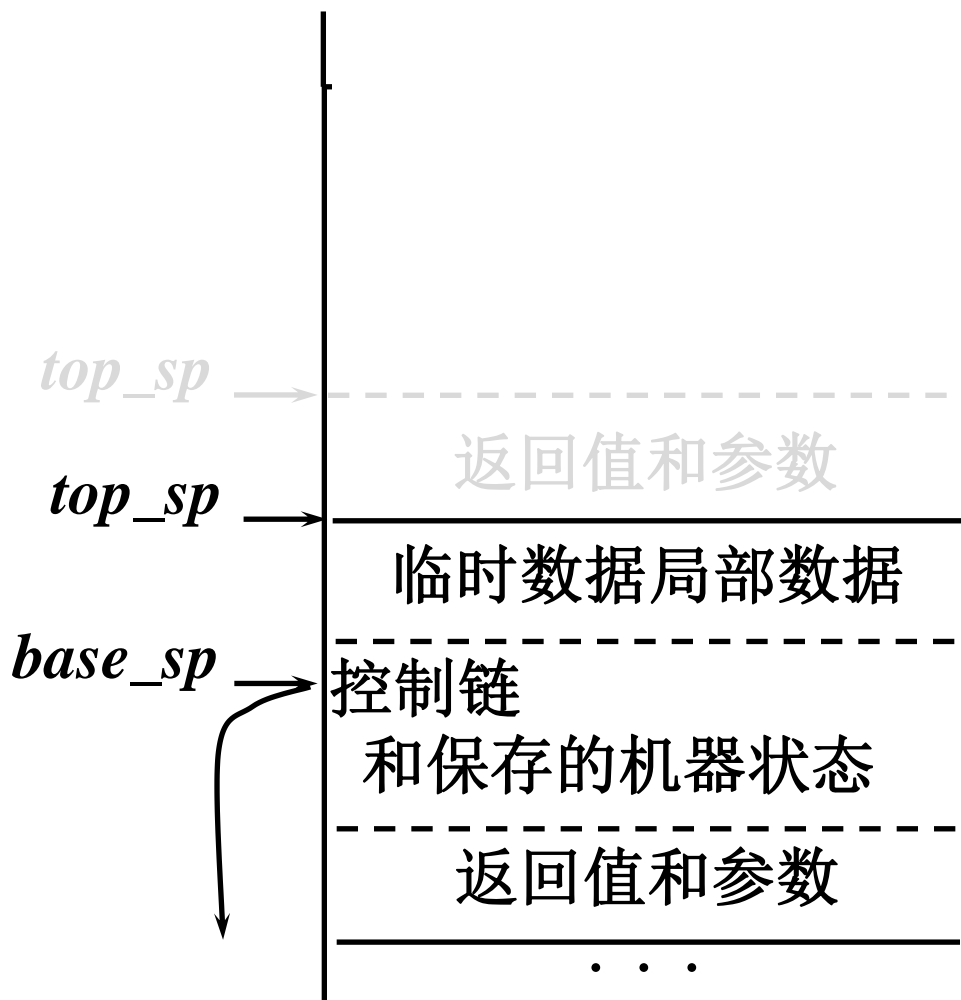 top_sp
返回值和参数
top_sp
临时数据局部数据
base_sp
控制链
和保存的机器状态
返回值和参数
. . .